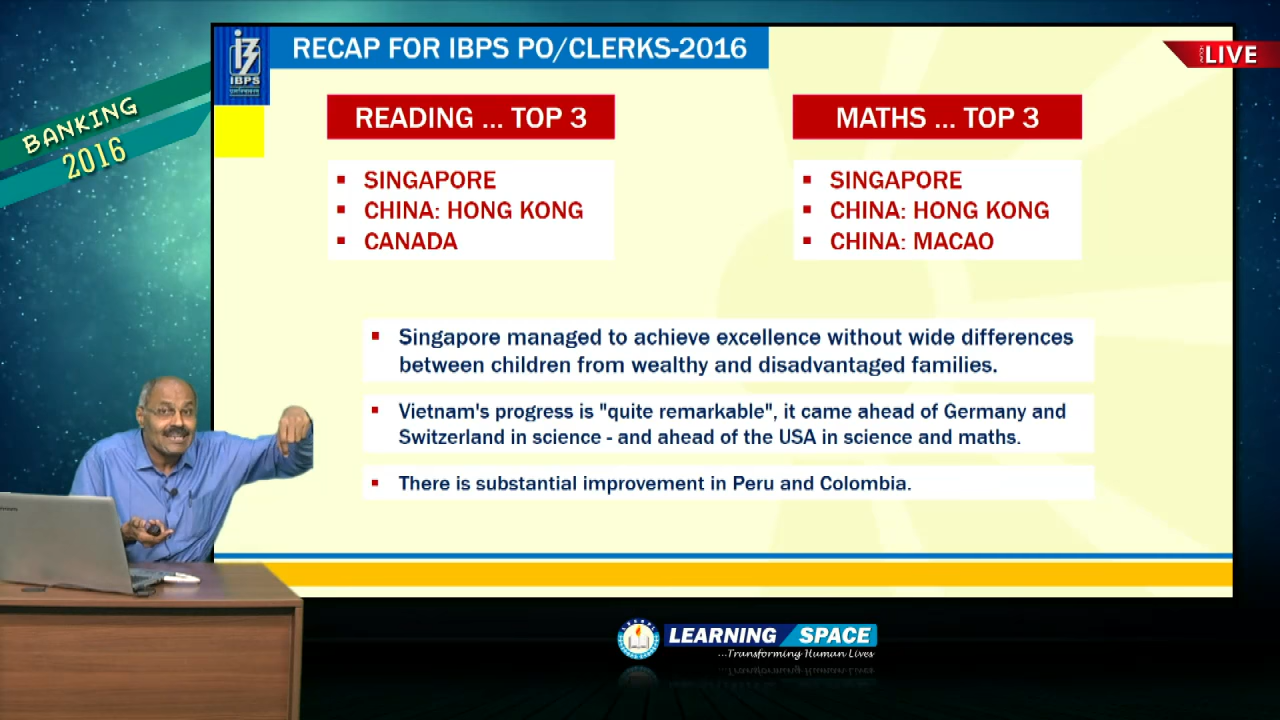 RECAP FOR IBPS PO/CLERKS-2016
IBPS
LIVE
BANKING
2016
READING ... TOP 3
▪ SINGAPORE
▪ CHINA: HONG KONG
▪ CANADA
MATHS ... TOP 3
▪ SINGAPORE
▪ CHINA: HONG KONG
▪ CHINA: MACAO
▪ Singapore managed to achieve excellence without wide differences
between children from wealthy and disadvantaged families.
▪ Vietnam's progress is "quite remarkable", it came ahead of Germany and
Switzerland in science - and ahead of the USA in science and maths.
▪ There is substantial improvement in Peru and Colombia.
LEARNING SPACE
...Transforming Human Lives